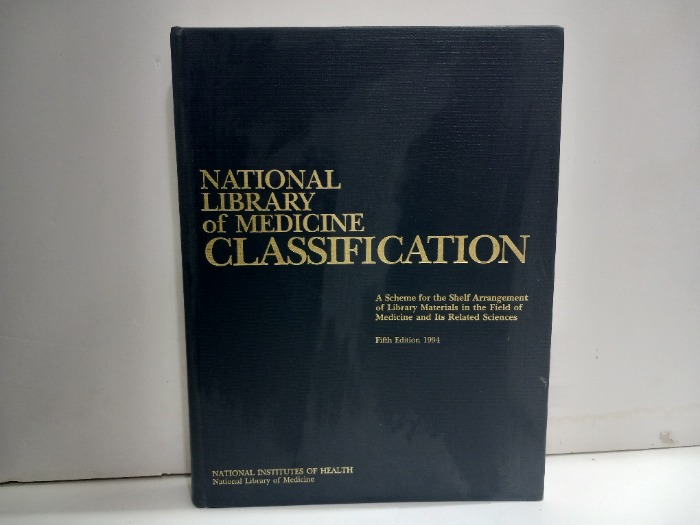 NATIONAL
LIBRARY
of MEDICINE
CLASSIFICATION
A Scheme for the Shelf Arrangement
of Library Materials in the Field of
Medicine and Its Related Sciences
Fifth Edition 1994
NATIONAL INSTITUTES OF HEALTH
National Library of Medicine